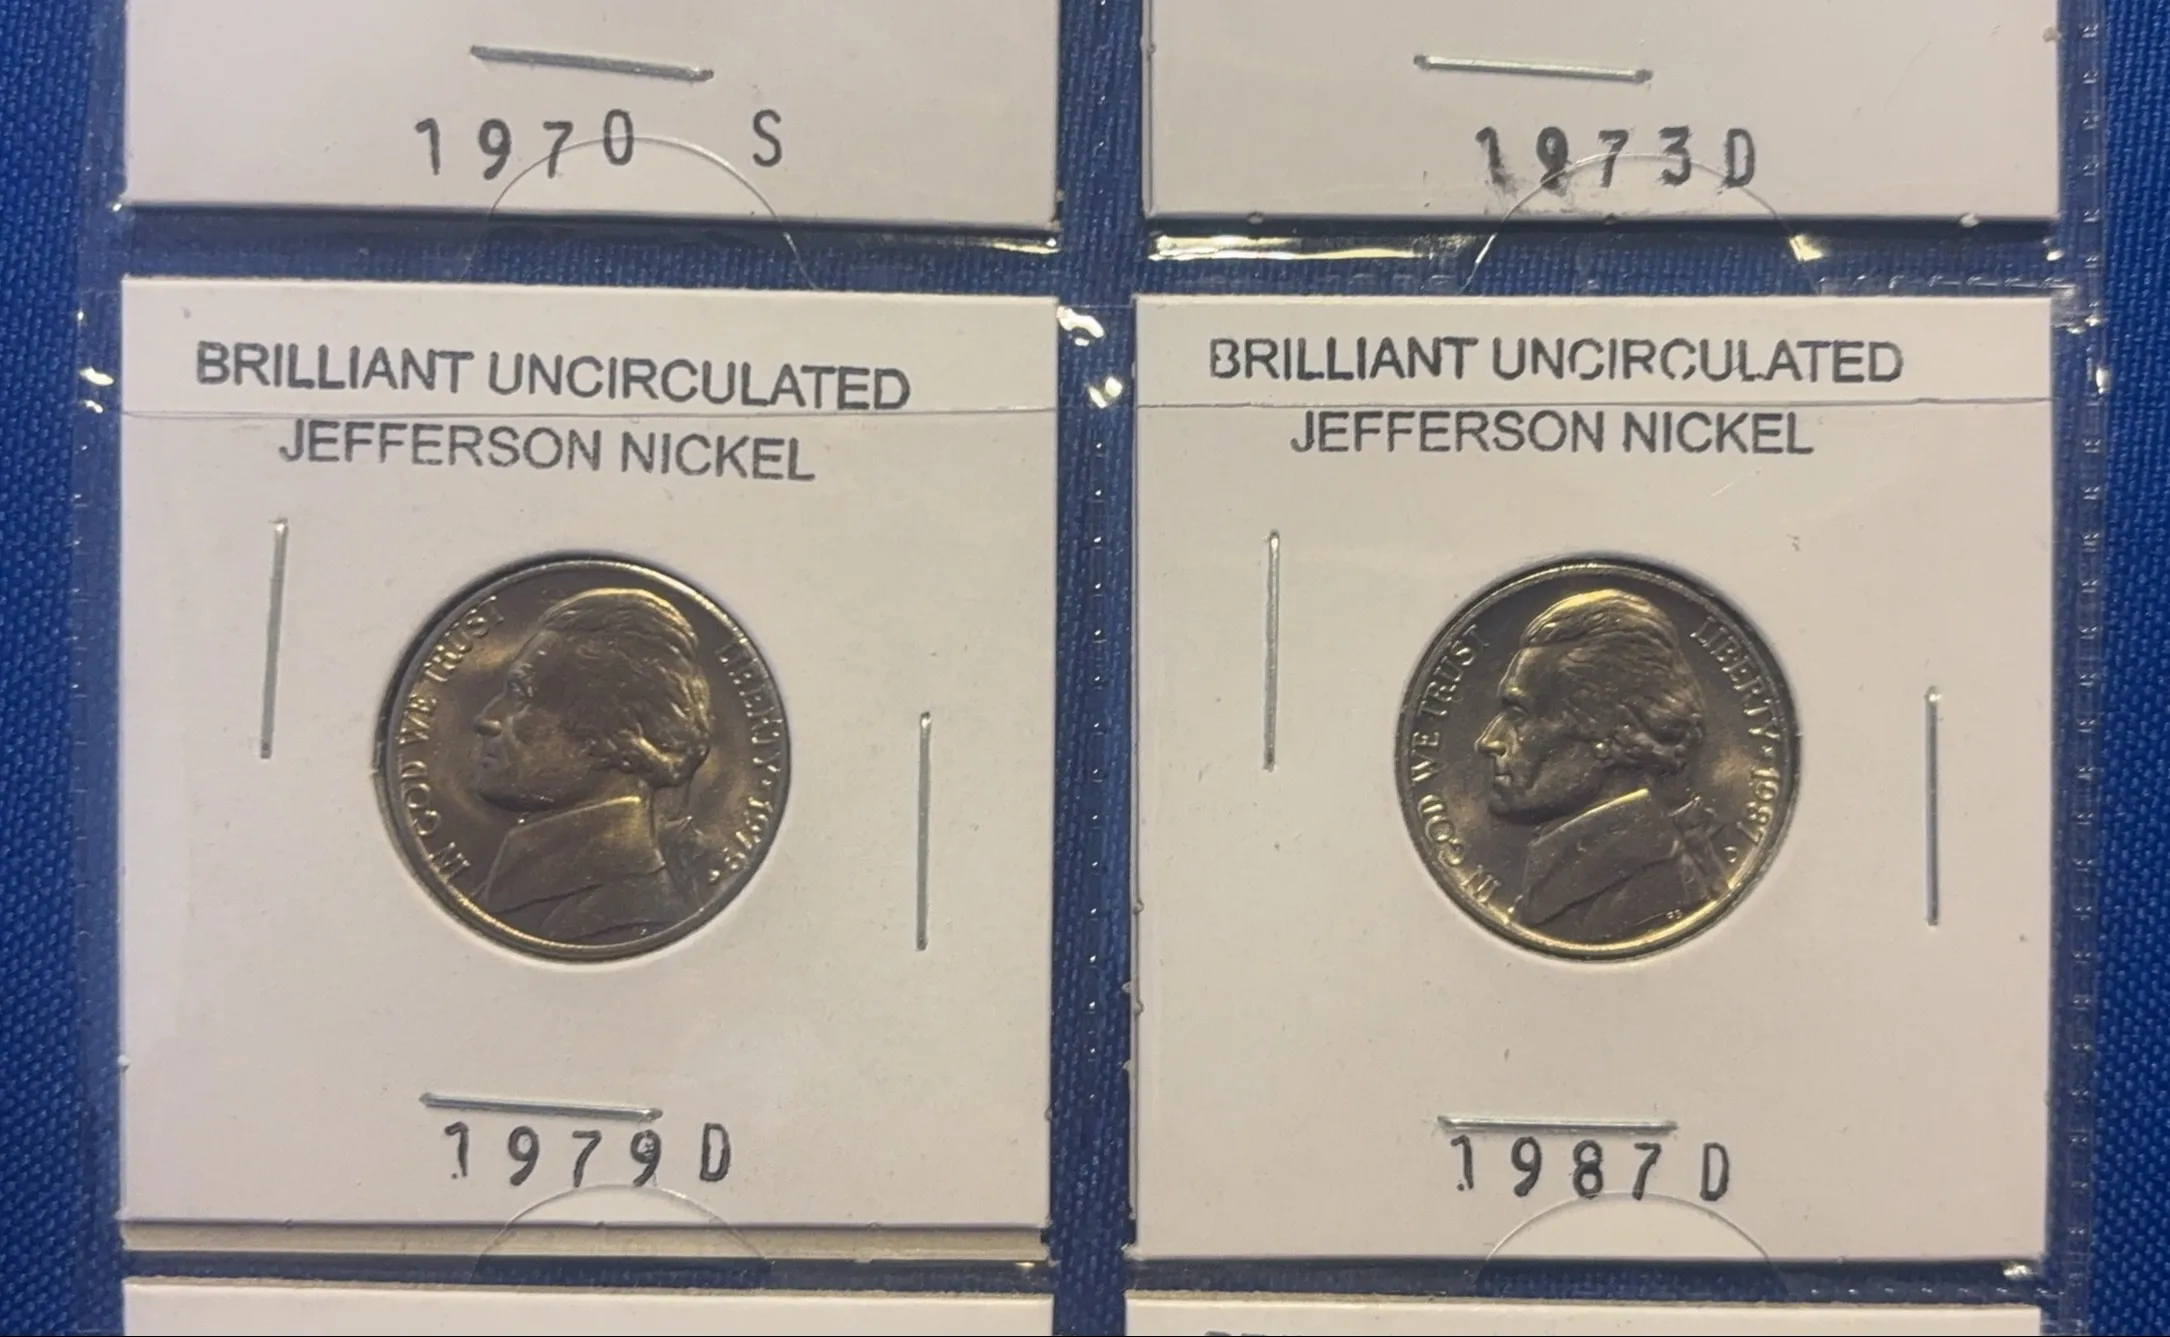 1970 S
1973D
BRILLIANT UNCIRCULATED
JEFFERSON NICKEL
IN GOD WE TRUST
LIBERTY · 1979
1979D
BRILLIANT UNCIRCULATED
JEFFERSON NICKEL
IN GOD WE TRUST
LIBERTY · 1987
1987D